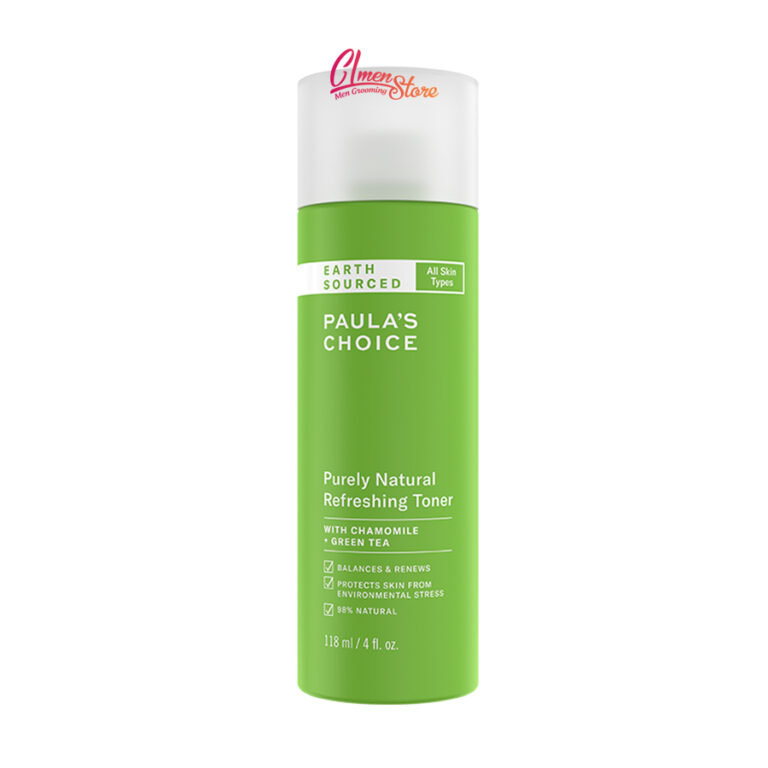 CImen
Men Grooming Store
EARTH
SOURCED
All Skin
Types
PAULA'S
CHOICE
Purely Natural
Refreshing Toner
WITH CHAMOMILE
+ GREEN TEA
BALANCES & RENEWS
PROTECTS SKIN FROM
ENVIRONMENTAL STRESS
98% NATURAL
118 ml / 4 fl. oz.